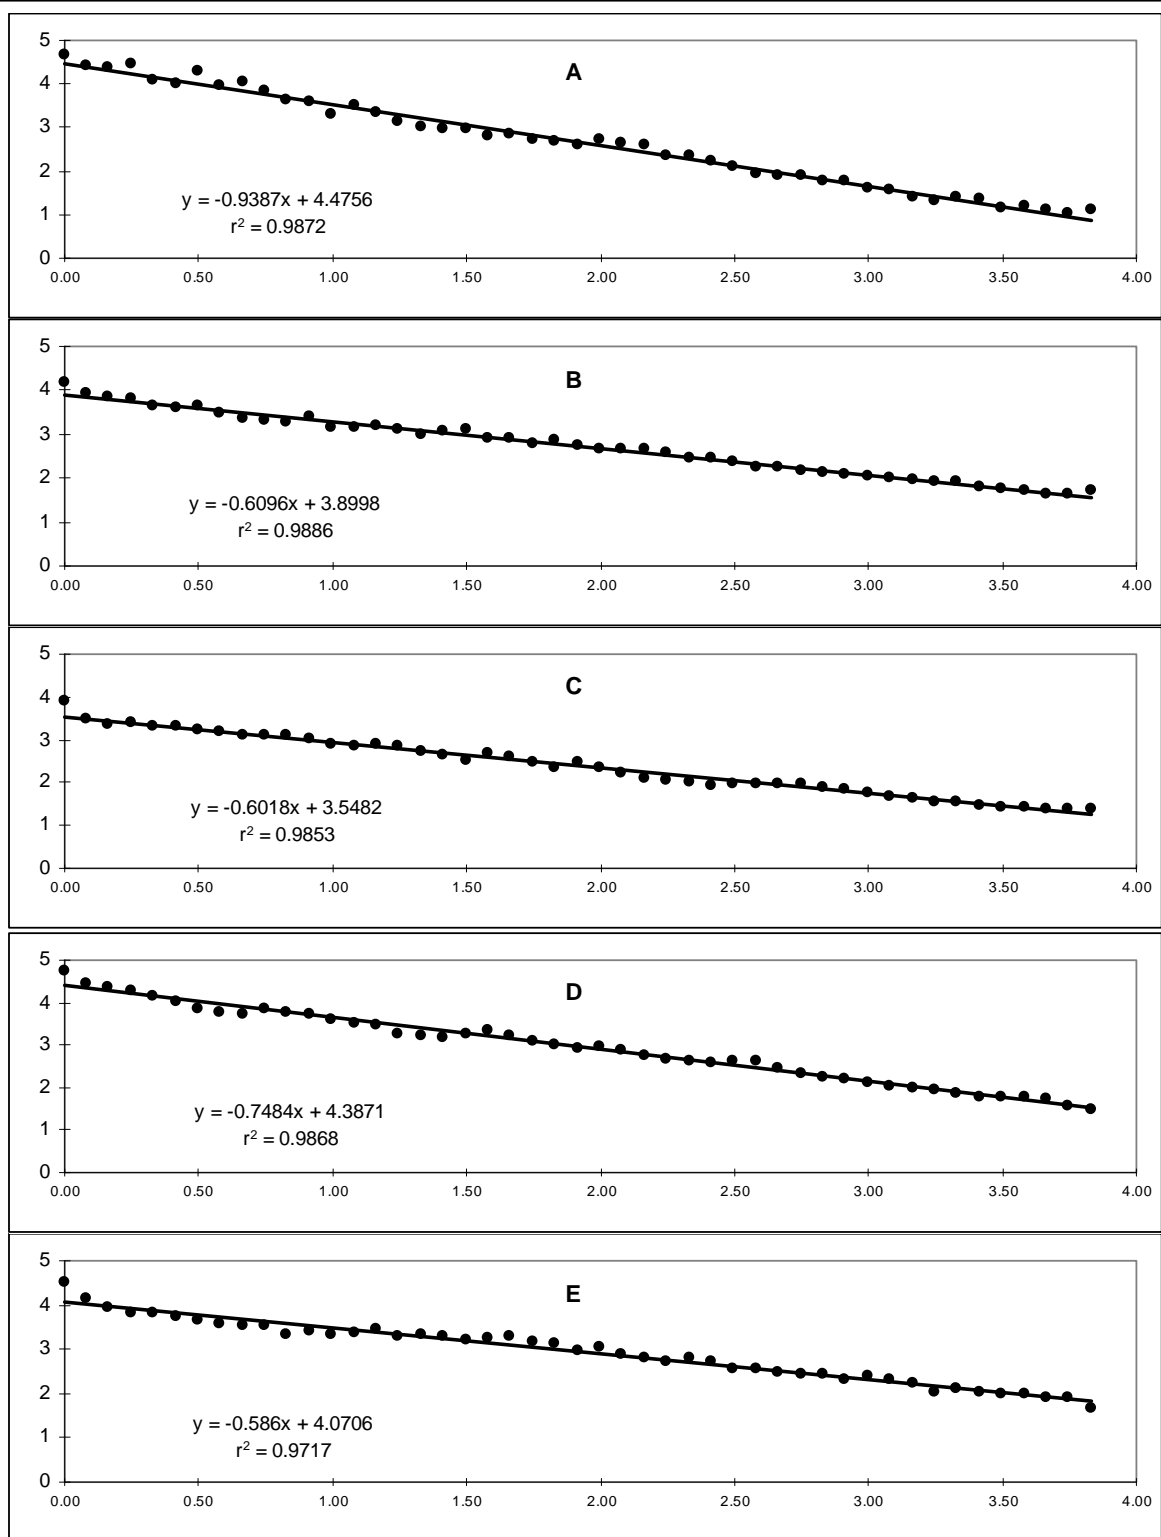 5
A
4
3
2
y = -0.9387x + 4.4756
1
r² = 0.9872
0
0.00 0.50 1.00 1.50 2.00 2.50 3.00 3.50 4.00
5
B
4
3
2
y = -0.6096x + 3.8998
1
r² = 0.9886
0
0.00 0.50 1.00 1.50 2.00 2.50 3.00 3.50 4.00
5
C
4
3
2
y = -0.6018x + 3.5482
1
r² = 0.9853
0
0.00 0.50 1.00 1.50 2.00 2.50 3.00 3.50 4.00
5
D
4
3
2
y = -0.7484x + 4.3871
1
r² = 0.9868
0
0.00 0.50 1.00 1.50 2.00 2.50 3.00 3.50 4.00
5
E
4
3
2
y = -0.586x + 4.0706
1
r² = 0.9717
0
0.00 0.50 1.00 1.50 2.00 2.50 3.00 3.50 4.00